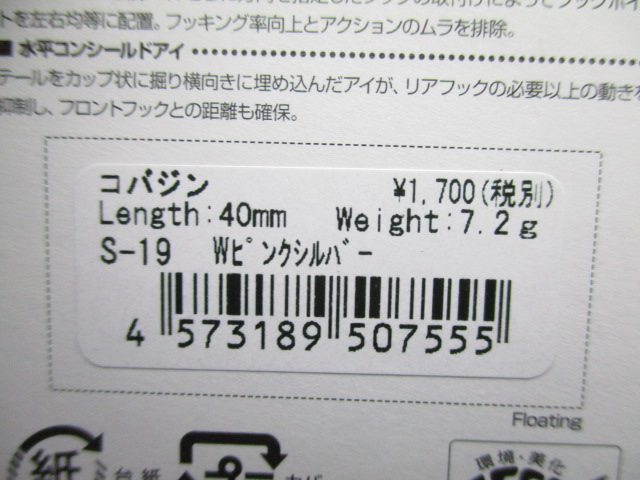 トを左右均等に配置。フッキング率向上とアクションのムラを排除。
■ 水平コンシールドアイ
テールをカップ状に掘り横向きに埋め込んだアイが、リアフックの必要以上の動きを
抑制し、フロントフックとの距離も確保。
コバジン ¥1,700(税別)
Length:40mm Weight:7.2g
S-19 Wピンクシルバー
4 573189 507555
Floating
紙 台紙
環境・美化